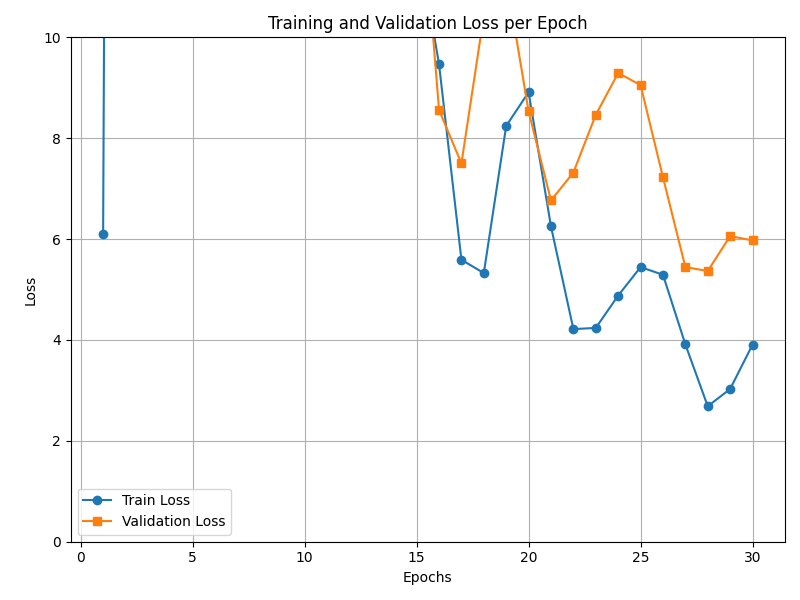 Training and Validation Loss per Epoch
10
8
6
4
2
0
Loss
Train Loss
Validation Loss
0 5 10 15 20 25 30
Epochs